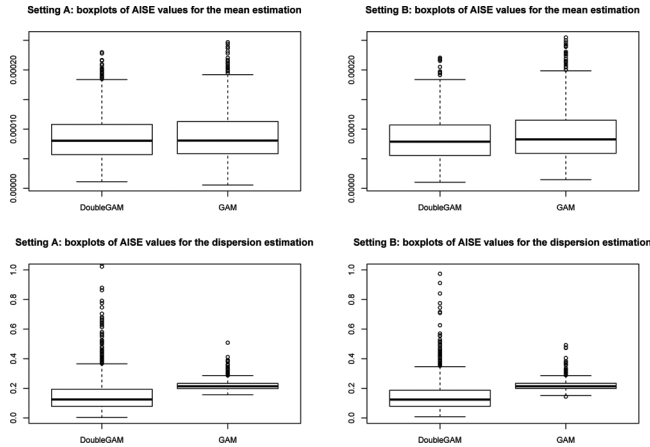 Setting A: boxplots of AISE values for the mean estimation
0.00020
0.00010
0.00000
DoubleGAM GAM
Setting B: boxplots of AISE values for the mean estimation
0.00020
0.00010
0.00000
DoubleGAM GAM
Setting A: boxplots of AISE values for the dispersion estimation
1.0
0.8
0.6
0.4
0.2
0.0
DoubleGAM GAM
Setting B: boxplots of AISE values for the dispersion estimation
1.0
0.8
0.6
0.4
0.2
0.0
DoubleGAM GAM